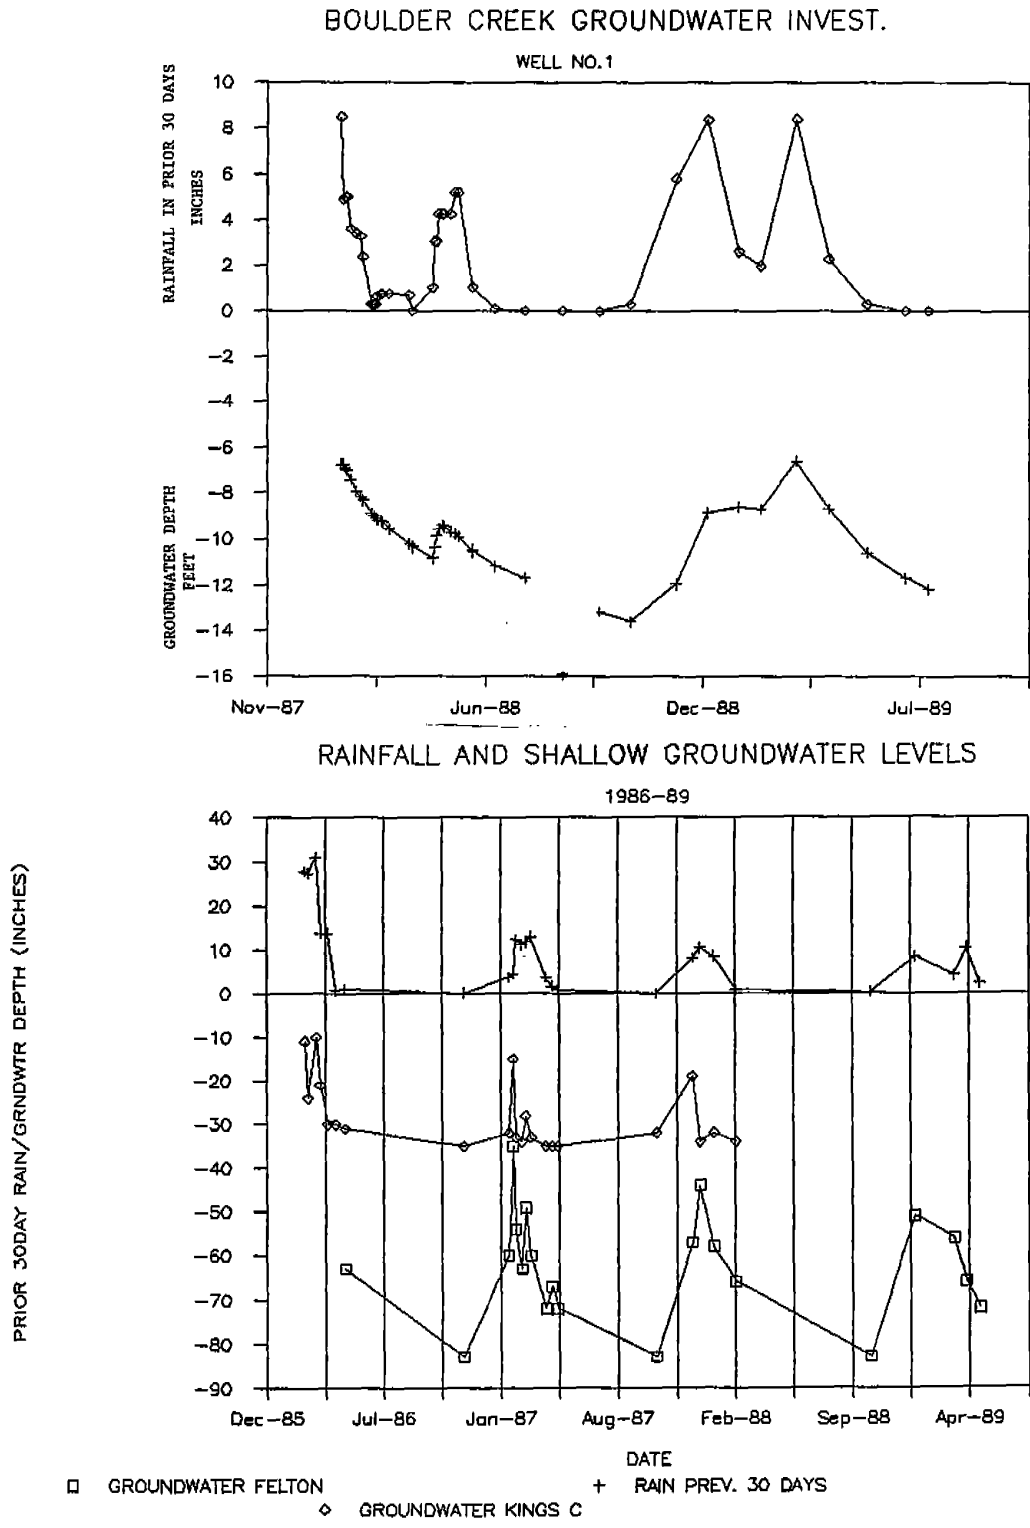 BOULDER CREEK GROUNDWATER INVEST.
WELL NO.1
RAINFALL IN PRIOR 30 DAYS
INCHES
10
8
6
4
2
0
-2
-4
-6
-8
-10
-12
-14
-16
GROUNDWATER DEPTH
FEET
Nov-87 Jun-88 Dec-88 Jul-89
RAINFALL AND SHALLOW GROUNDWATER LEVELS
1986-89
PRIOR 30DAY RAIN/GRNDWTR DEPTH (INCHES)
40
30
20
10
0
-10
-20
-30
-40
-50
-60
-70
-80
-90
Dec-85 Jul-86 Jan-87 Aug-87 Feb-88 Sep-88 Apr-89
DATE
GROUNDWATER FELTON + RAIN PREV. 30 DAYS
GROUNDWATER KINGS C